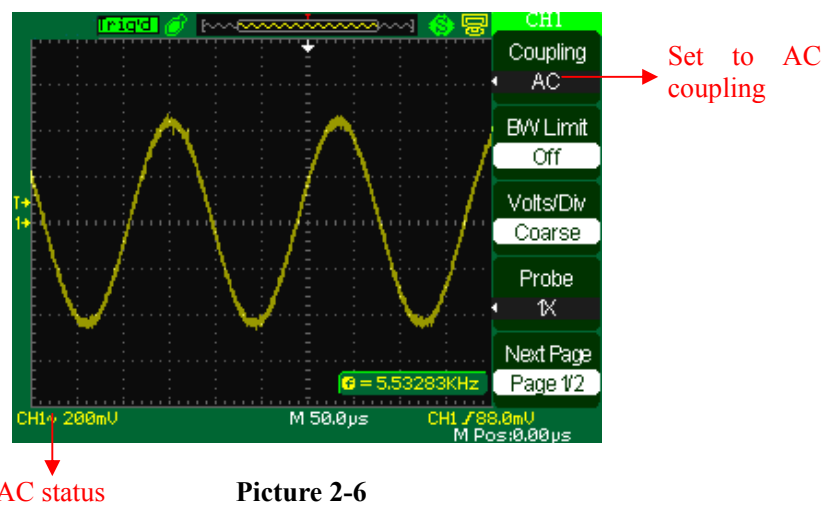 Trig'd CH1
Coupling
AC
Set to AC
coupling
BW Limit
Off
T
Volts/Div
1
Coarse
Probe
1X
Next Page
f = 5.53283KHz Page 1/2
CH1 200mV M 50.0µs CH1 88.0mV
M Pos:0.00µs
AC status Picture 2-6